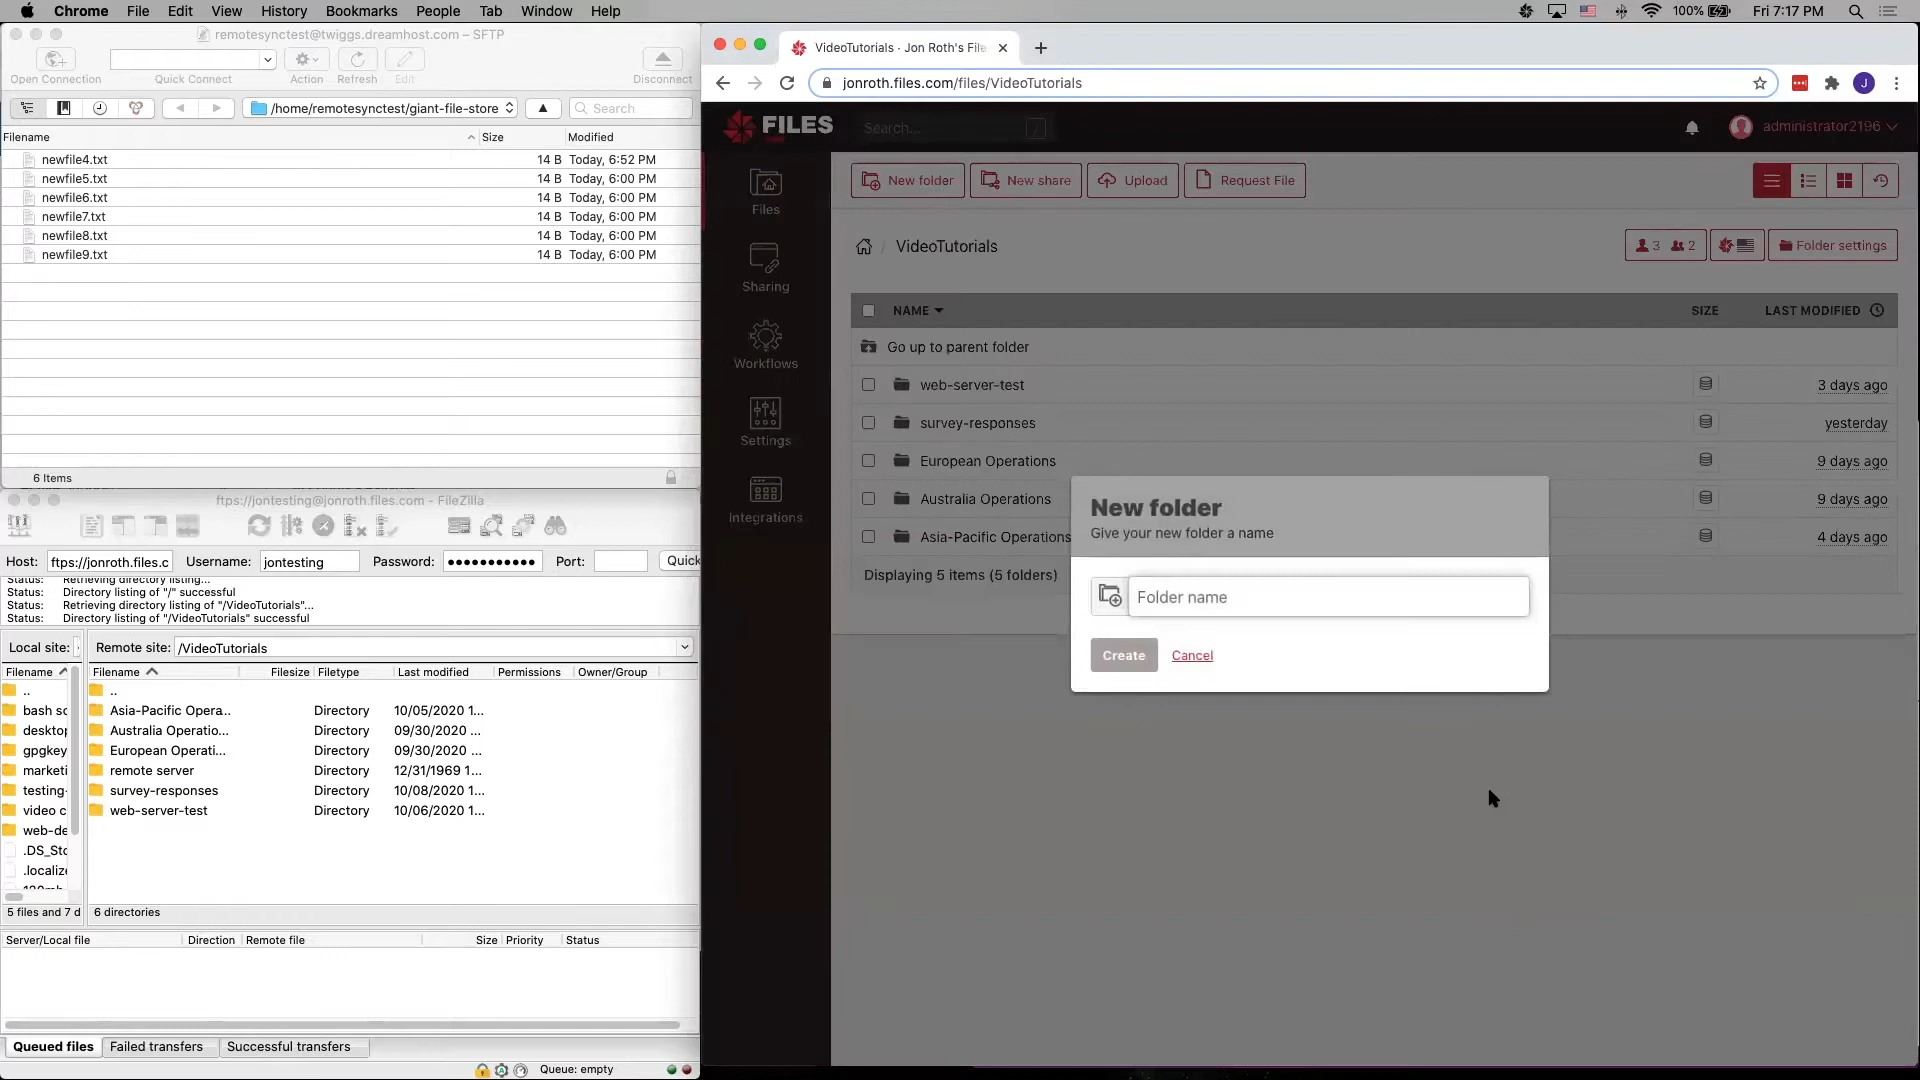 Chrome File Edit View History Bookmarks People Tab Window Help 100% Fri 7:17 PM
remotesynctest@twiggs.dreamhost.com – SFTP
Open Connection Quick Connect Action Refresh Edit Disconnect
/home/remotesynctest/giant-file-store Search
Filename Size Modified
newfile4.txt 14 B Today, 6:52 PM
newfile5.txt 14 B Today, 6:00 PM
newfile6.txt 14 B Today, 6:00 PM
newfile7.txt 14 B Today, 6:00 PM
newfile8.txt 14 B Today, 6:00 PM
newfile9.txt 14 B Today, 6:00 PM
6 Items
ftps://jontesting@jonroth.files.com - FileZilla
Host: ftps://jonroth.files.c Username: jontesting Password: ●●●●●●●●●●● Port: Quick
Status: Retrieving directory listing...
Status: Directory listing of "/" successful
Status: Retrieving directory listing of "/VideoTutorials"...
Status: Directory listing of "/VideoTutorials" successful
Local site: Remote site: /VideoTutorials
Filename Filename Filesize Filetype Last modified Permissions Owner/Group
.. ..
bash sc Asia-Pacific Opera... Directory 10/05/2020 1...
desktop Australia Operatio... Directory 09/30/2020 ...
gpgkey European Operati... Directory 09/30/2020 ...
marketi remote server Directory 12/31/1969 1...
testing- survey-responses Directory 10/08/2020 1...
video c web-server-test Directory 10/06/2020 1...
web-de
.DS_Sto
.localize
5 files and 7 d 6 directories
Server/Local file Direction Remote file Size Priority Status
Queued files Failed transfers Successful transfers
Queue: empty
VideoTutorials · Jon Roth's File
jonroth.files.com/files/VideoTutorials J
FILES Search... / administrator2196
Files
Sharing
Workflows
Settings
Integrations
New folder New share Upload Request File
VideoTutorials 3 2 Folder settings
NAME SIZE LAST MODIFIED
Go up to parent folder
web-server-test 3 days ago
survey-responses yesterday
European Operations 9 days ago
Australia Operations 9 days ago
Asia-Pacific Operations 4 days ago
Displaying 5 items (5 folders)
New folder
Give your new folder a name
Folder name
Create Cancel